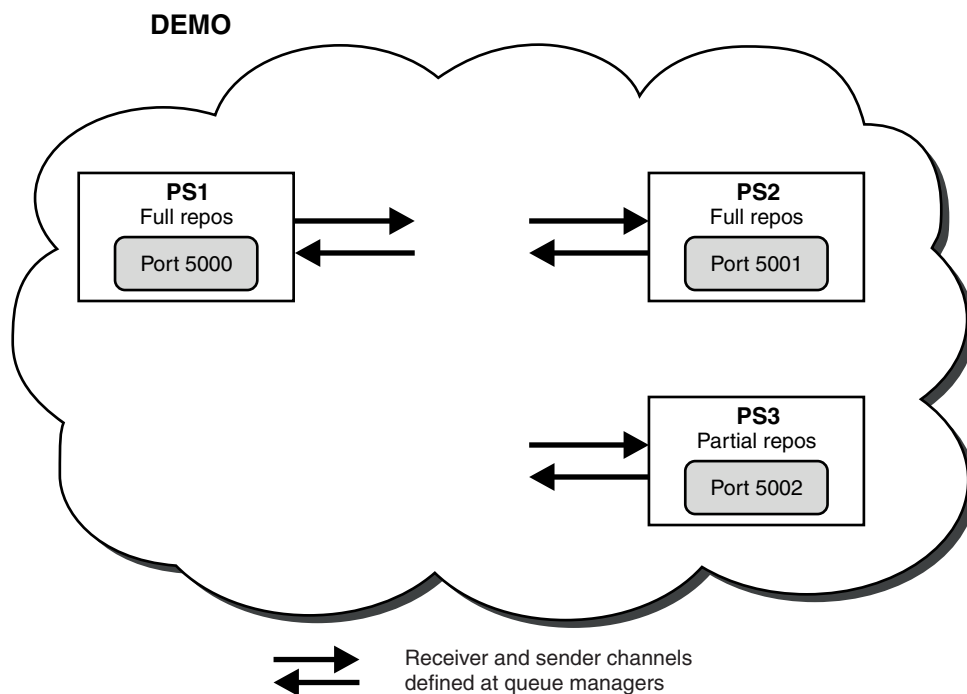 DEMO
PS1
Full repos
Port 5000
PS2
Full repos
Port 5001
PS3
Partial repos
Port 5002
Receiver and sender channels
defined at queue managers